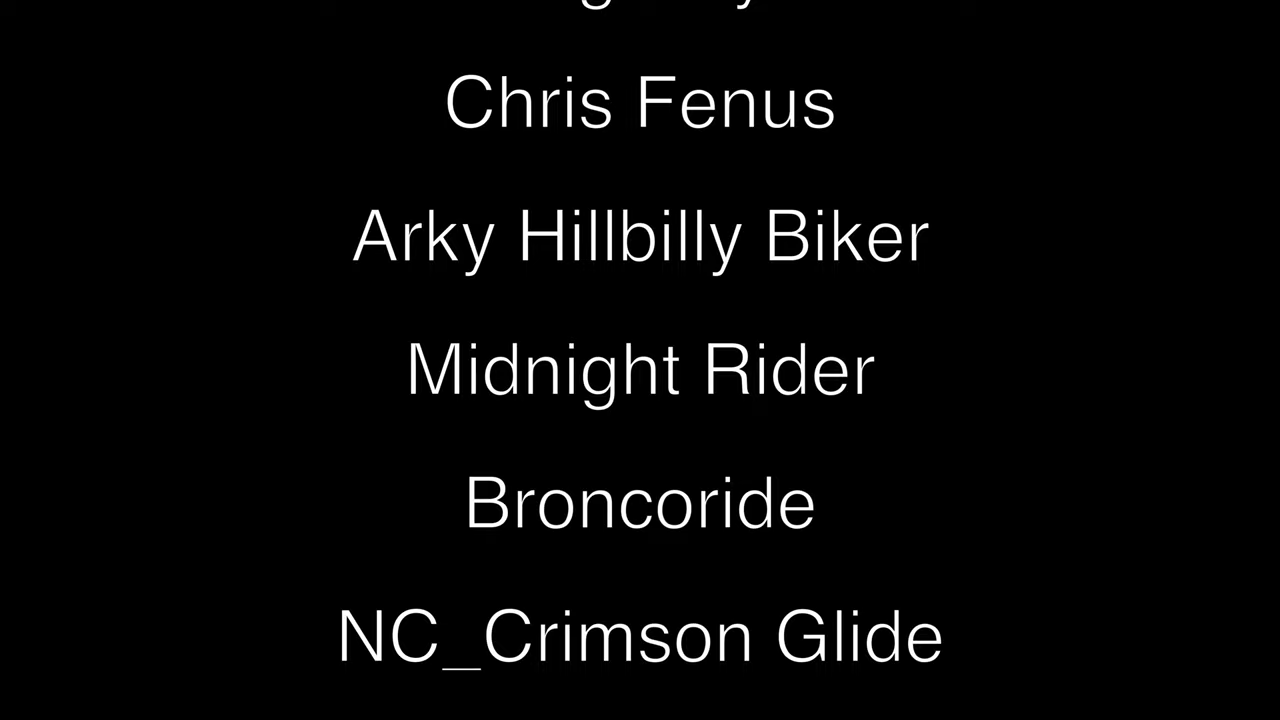 Chris Fenus
Arky Hillbilly Biker
Midnight Rider
Broncoride
NC_Crimson Glide